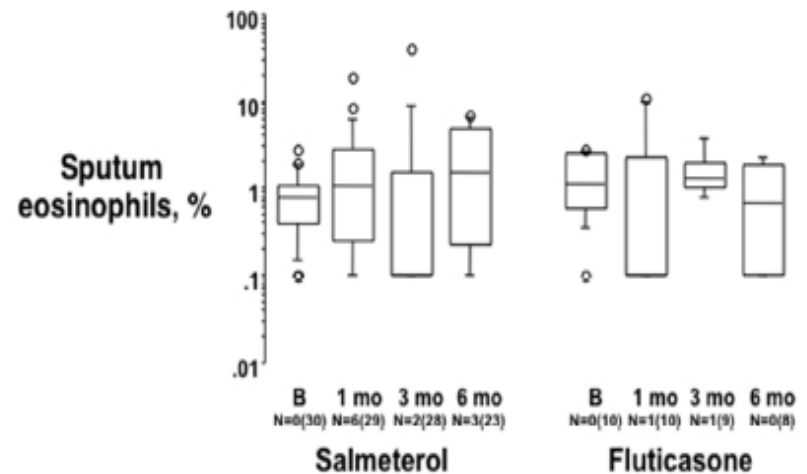 100
10
Sputum
eosinophils, %
1
.1
.01
B 1 mo 3 mo 6 mo B 1 mo 3 mo 6 mo
N=0(30) N=6(29) N=2(28) N=3(23) N=0(10) N=1(10) N=1(9) N=0(8)
Salmeterol Fluticasone